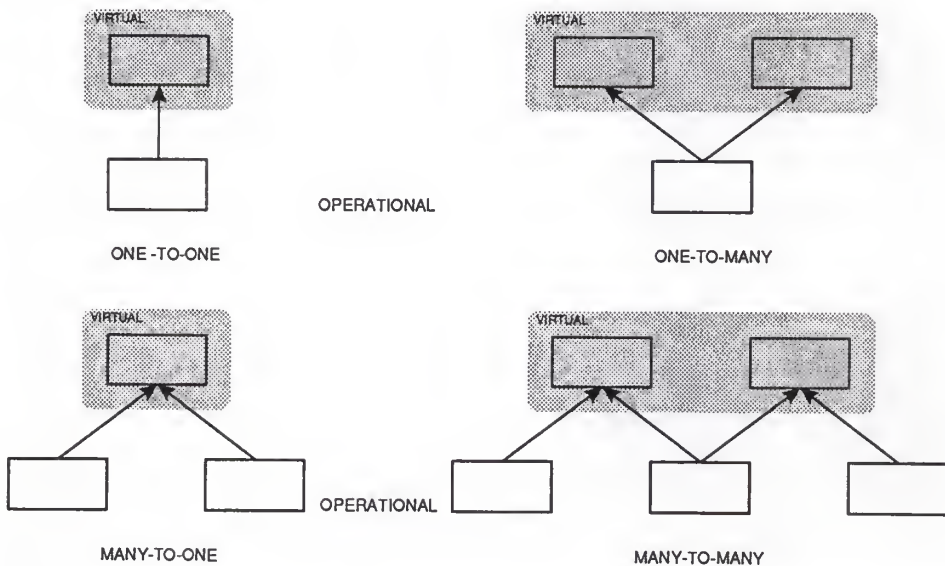 VIRTUAL
VIRTUAL
OPERATIONAL
ONE -TO-ONE
ONE-TO-MANY
VIRTUAL
VIRTUAL
OPERATIONAL
MANY-TO-ONE
MANY-TO-MANY